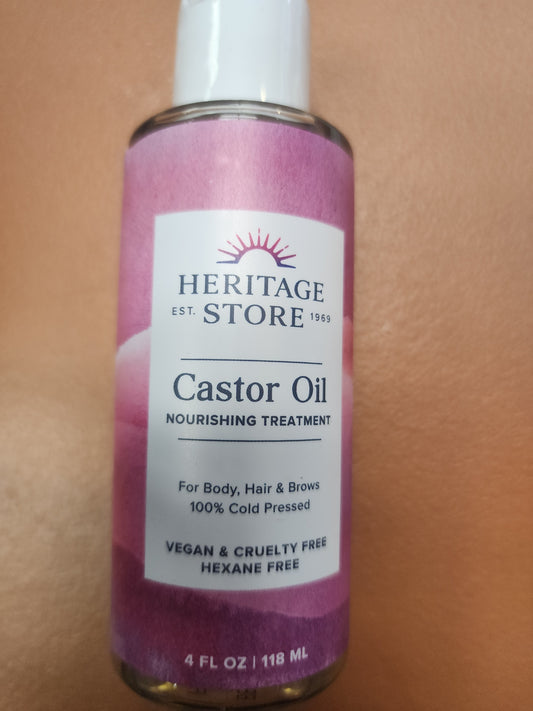 HERITAGE
EST. STORE 1969
Castor Oil
NOURISHING TREATMENT
For Body, Hair & Brows
100% Cold Pressed
VEGAN & CRUELTY FREE
HEXANE FREE
4 FL OZ | 118 ML